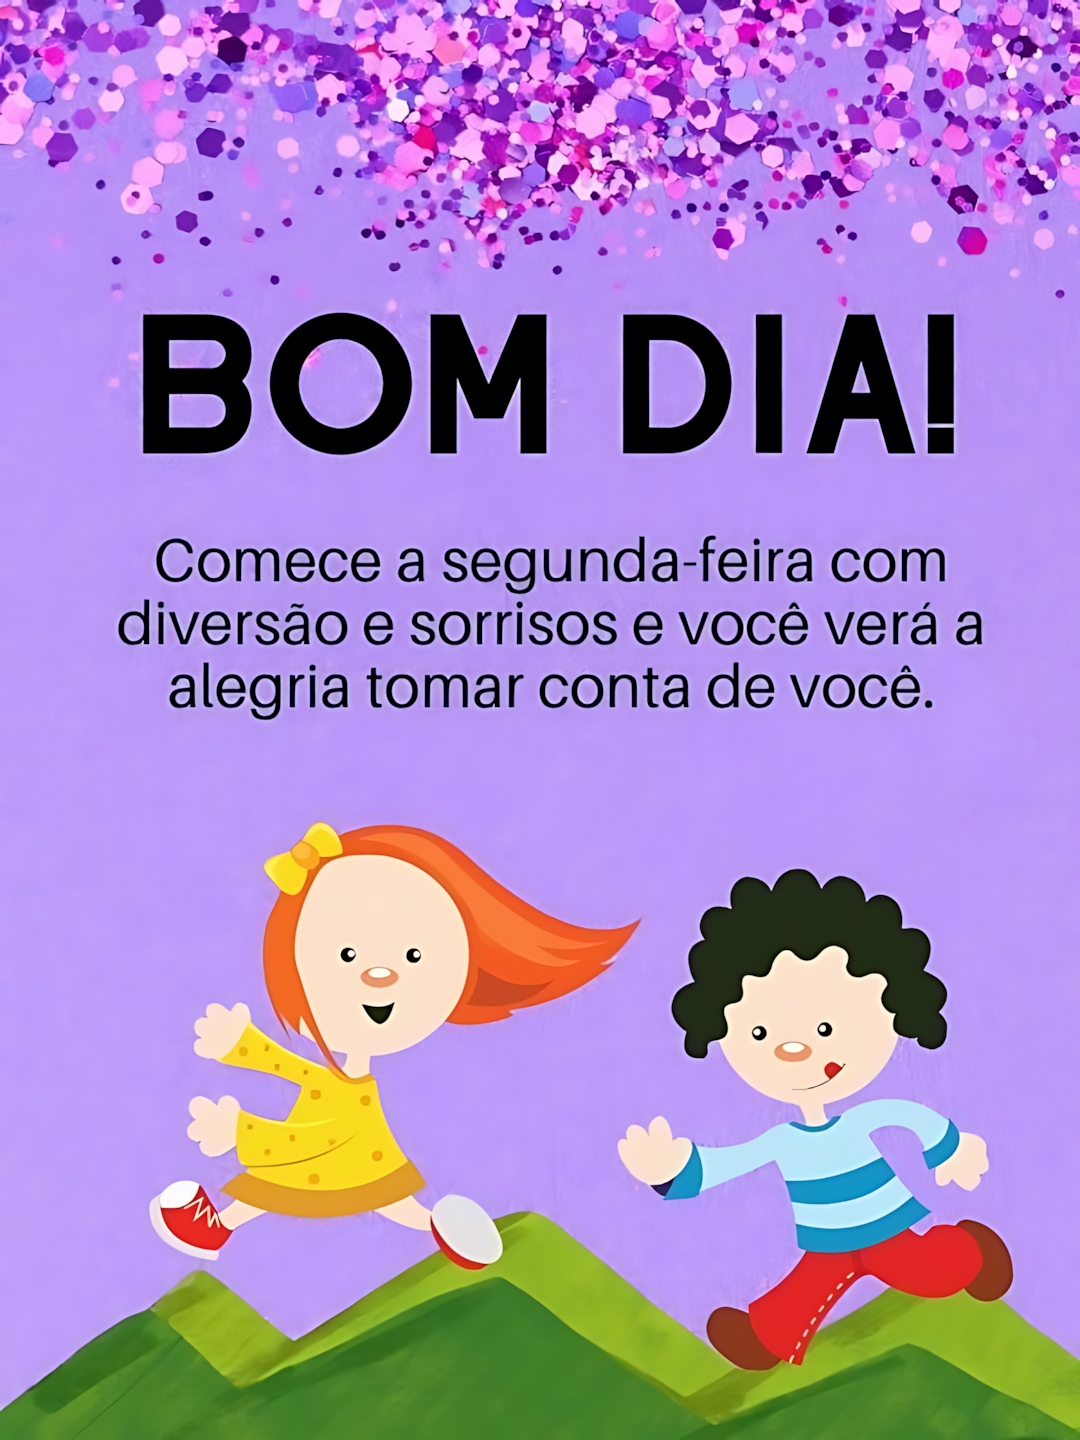 BOM DIA!
Comece a segunda-feira com
diversão e sorrisos e você verá a
alegria tomar conta de você.